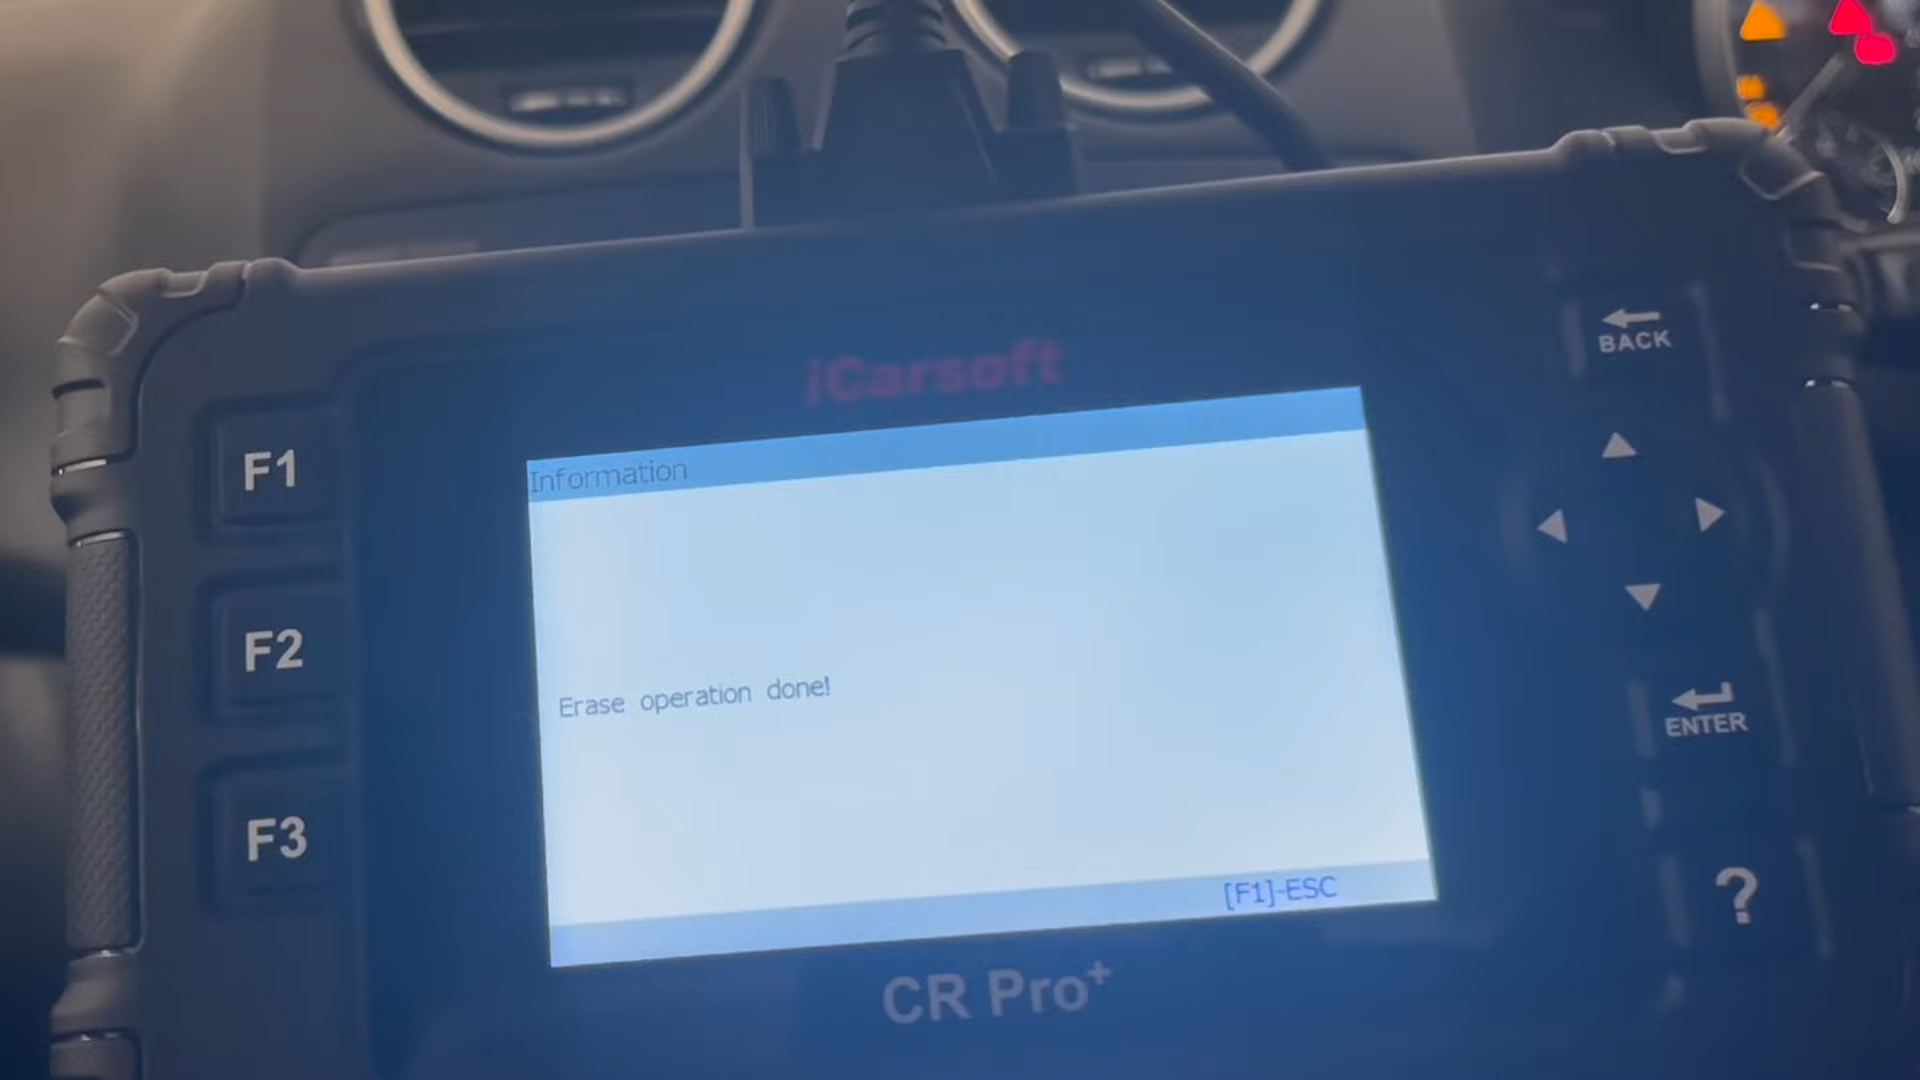 iCarsoft
BACK
F1
Information
F2
Erase operation done!
ENTER
F3
[F1]-ESC
?
CR Pro+